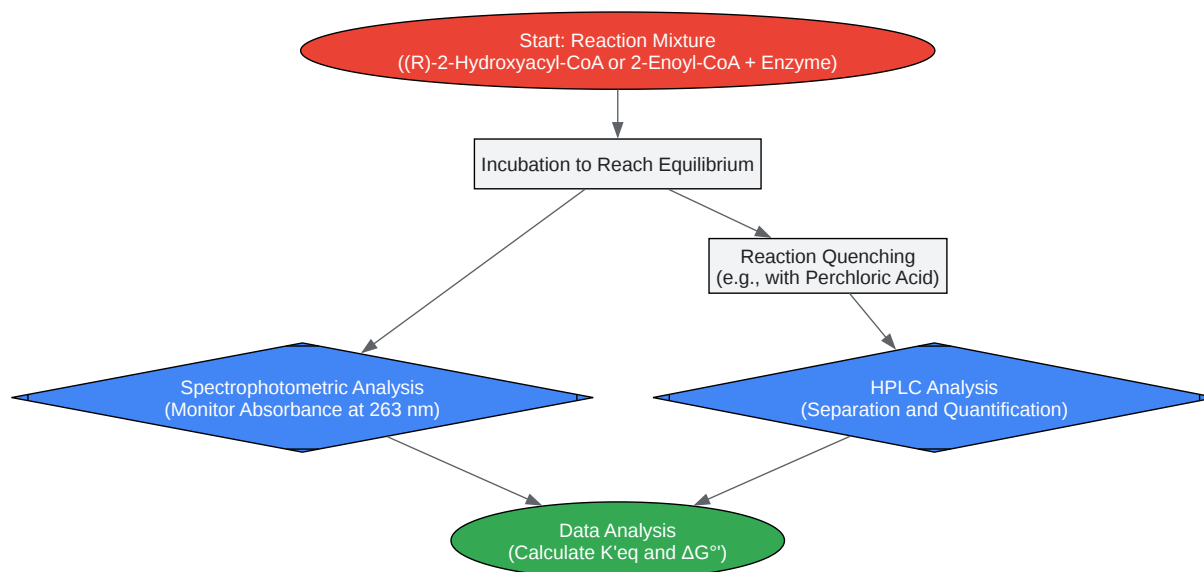 Start: Reaction Mixture
((R)-2-Hydroxyacyl-CoA or 2-Enoyl-CoA + Enzyme)
Incubation to Reach Equilibrium
Reaction Quenching
(e.g., with Perchloric Acid)
Spectrophotometric Analysis
(Monitor Absorbance at 263 nm)
HPLC Analysis
(Separation and Quantification)
Data Analysis
(Calculate K'eq and ΔG°')